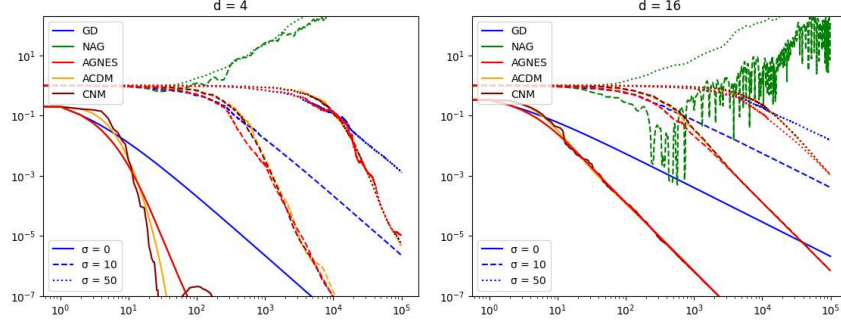 d = 4
10¹
10⁻¹
10⁻³
10⁻⁵
10⁻⁷
GD
NAG
AGNES
ACDM
CNM
σ = 0
σ = 10
σ = 50
10⁰
10¹
10²
10³
10⁴
10⁵
d = 16
10¹
10⁻¹
10⁻³
10⁻⁵
10⁻⁷
GD
NAG
AGNES
ACDM
CNM
σ = 0
σ = 10
σ = 50
10⁰
10¹
10²
10³
10⁴
10⁵